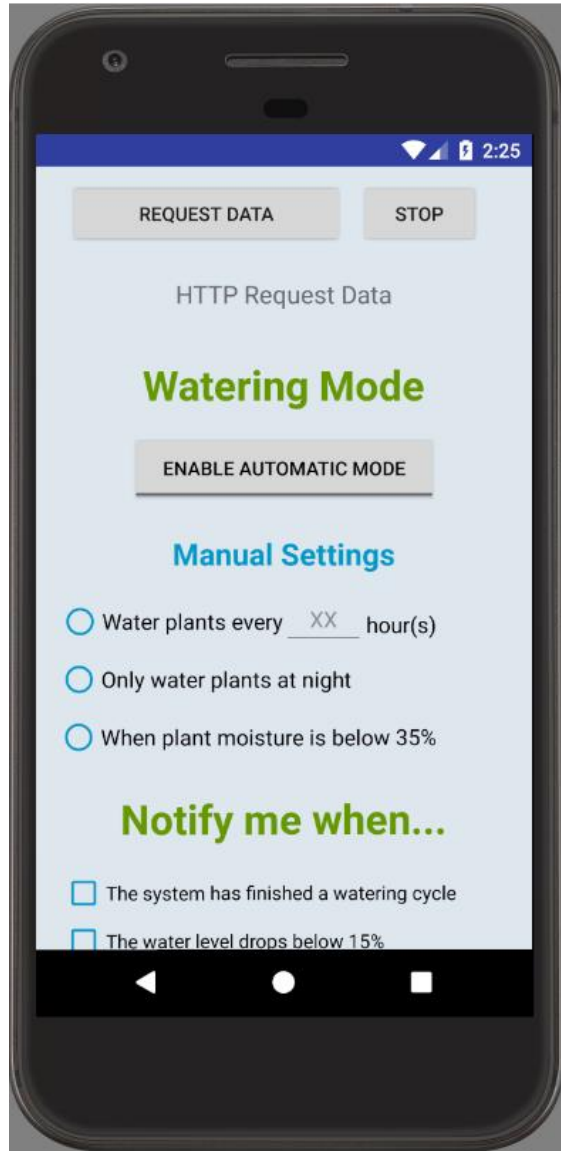 2:25
REQUEST DATA STOP
HTTP Request Data
Watering Mode
ENABLE AUTOMATIC MODE
Manual Settings
Water plants every XX hour(s)
Only water plants at night
When plant moisture is below 35%
Notify me when...
The system has finished a watering cycle
The water level drops below 15%